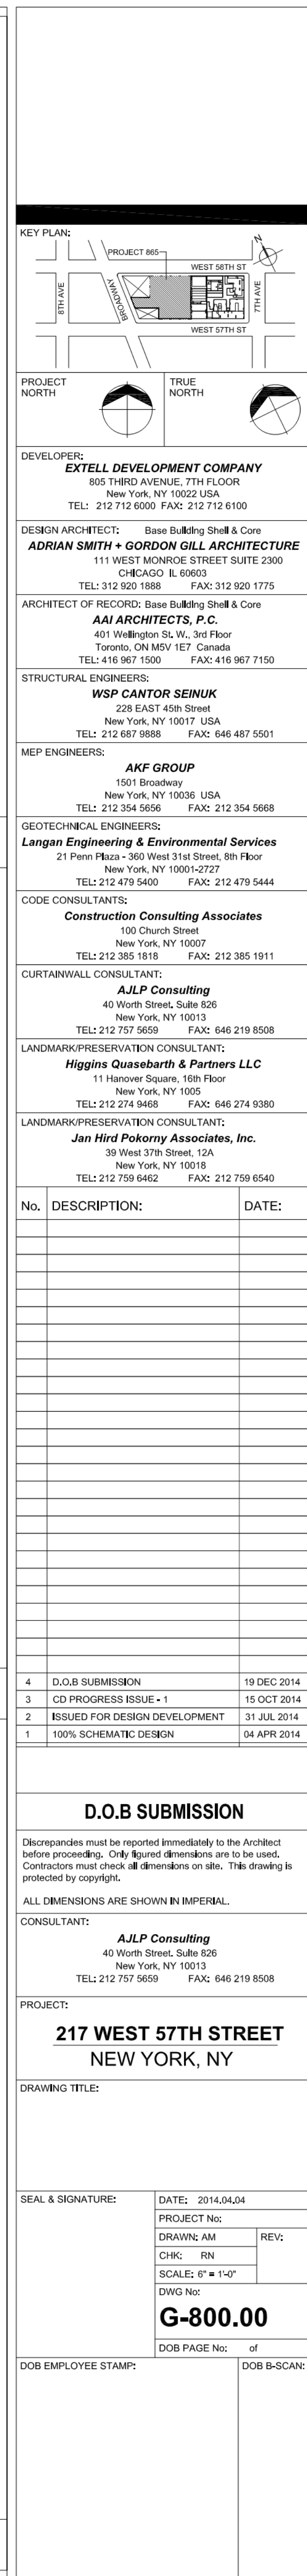 KEY PLAN:
PROJECT 865
N
WEST 58TH ST
8TH AVE
BROADWAY
7TH AVE
WEST 57TH ST
PROJECT
NORTH
TRUE
NORTH
DEVELOPER:
EXTELL DEVELOPMENT COMPANY
805 THIRD AVENUE, 7TH FLOOR
New York, NY 10022 USA
TEL: 212 712 6000 FAX: 212 712 6100
DESIGN ARCHITECT: Base Building Shell & Core
ADRIAN SMITH + GORDON GILL ARCHITECTURE
111 WEST MONROE STREET SUITE 2300
CHICAGO IL 60603
TEL: 312 920 1888 FAX: 312 920 1775
ARCHITECT OF RECORD: Base Building Shell & Core
AAI ARCHITECTS, P.C.
401 Wellington St. W., 3rd Floor
Toronto, ON M5V 1E7 Canada
TEL: 416 967 1500 FAX: 416 967 7150
STRUCTURAL ENGINEERS:
WSP CANTOR SEINUK
228 EAST 45th Street
New York, NY 10017 USA
TEL: 212 687 9888 FAX: 646 487 5501
MEP ENGINEERS:
AKF GROUP
1501 Broadway
New York, NY 10036 USA
TEL: 212 354 5656 FAX: 212 354 5668
GEOTECHNICAL ENGINEERS:
Langan Engineering & Environmental Services
21 Penn Plaza - 360 West 31st Street, 8th Floor
New York, NY 10001-2727
TEL: 212 479 5400 FAX: 212 479 5444
CODE CONSULTANTS:
Construction Consulting Associates
100 Church Street
New York, NY 10007
TEL: 212 385 1818 FAX: 212 385 1911
CURTAINWALL CONSULTANT:
AJLP Consulting
40 Worth Street. Suite 826
New York, NY 10013
TEL: 212 757 5659 FAX: 646 219 8508
LANDMARK/PRESERVATION CONSULTANT:
Higgins Quasebarth & Partners LLC
11 Hanover Square, 16th Floor
New York, NY 1005
TEL: 212 274 9468 FAX: 646 274 9380
LANDMARK/PRESERVATION CONSULTANT:
Jan Hird Pokorny Associates, Inc.
39 West 37th Street, 12A
New York, NY 10018
TEL: 212 759 6462 FAX: 212 759 6540
No. DESCRIPTION: DATE:
4 D.O.B SUBMISSION 19 DEC 2014
3 CD PROGRESS ISSUE - 1 15 OCT 2014
2 ISSUED FOR DESIGN DEVELOPMENT 31 JUL 2014
1 100% SCHEMATIC DESIGN 04 APR 2014
D.O.B SUBMISSION
Discrepancies must be reported immediately to the Architect
before proceeding. Only figured dimensions are to be used.
Contractors must check all dimensions on site. This drawing is
protected by copyright.
ALL DIMENSIONS ARE SHOWN IN IMPERIAL.
CONSULTANT:
AJLP Consulting
40 Worth Street. Suite 826
New York, NY 10013
TEL: 212 757 5659 FAX: 646 219 8508
PROJECT:
217 WEST 57TH STREET
NEW YORK, NY
DRAWING TITLE:
SEAL & SIGNATURE:
DATE: 2014.04.04
PROJECT No:
DRAWN: AM REV:
CHK: RN
SCALE: 6" = 1'-0"
DWG No:
G-800.00
DOB PAGE No: of
DOB EMPLOYEE STAMP:
DOB B-SCAN: